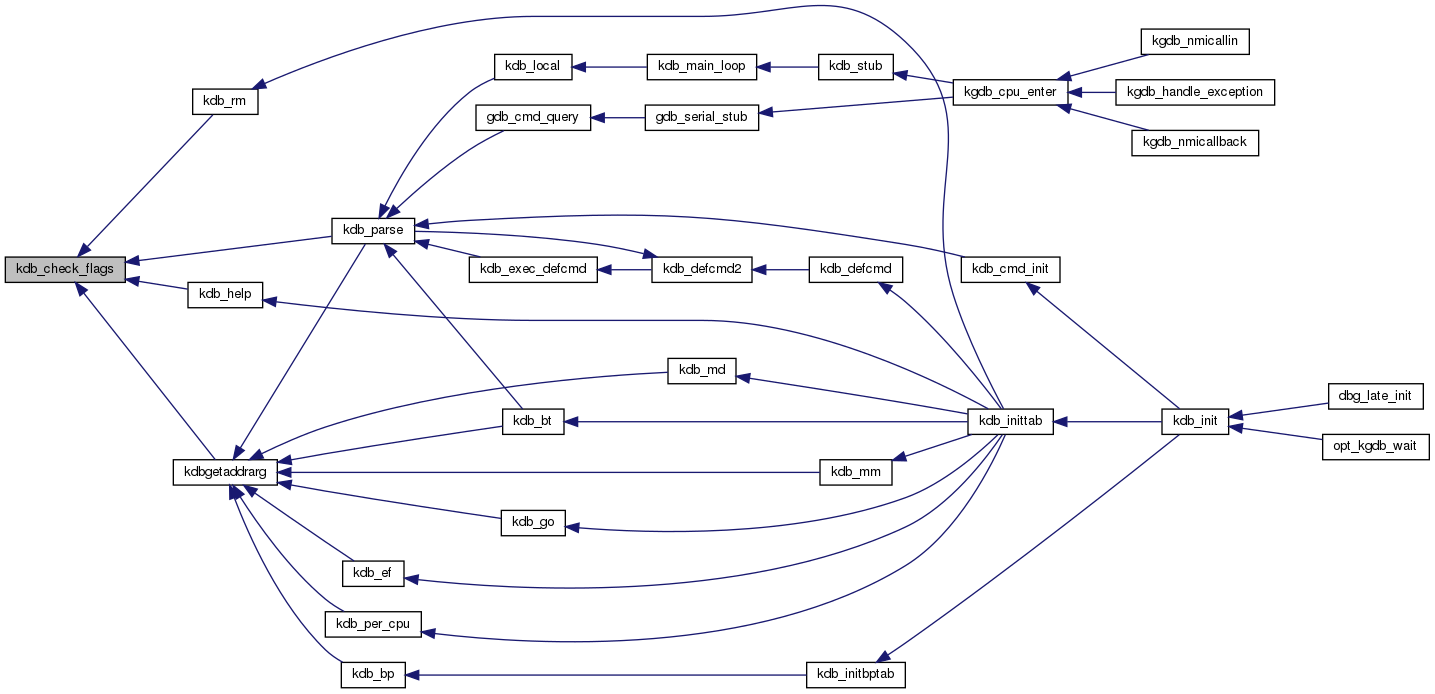 kgdb_nmicallin
kdb_local
kdb_main_loop
kdb_stub
kgdb_cpu_enter
kgdb_handle_exception
kdb_rm
gdb_cmd_query
gdb_serial_stub
kgdb_nmicallback
kdb_parse
kdb_check_flags
kdb_exec_defcmd
kdb_defcmd2
kdb_defcmd
kdb_cmd_init
kdb_help
kdb_md
dbg_late_init
kdb_bt
kdb_inittab
kdb_init
opt_kgdb_wait
kdbgetaddrarg
kdb_mm
kdb_go
kdb_ef
kdb_per_cpu
kdb_bp
kdb_initbptab